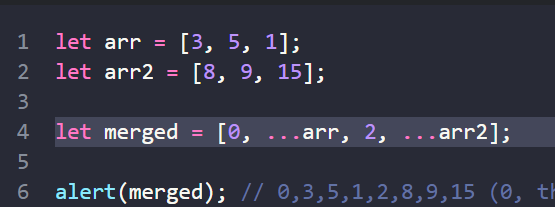 1 let arr = [3, 5, 1];
2 let arr2 = [8, 9, 15];
3
4 let merged = [0, ...arr, 2, ...arr2];
5
6 alert(merged); // 0,3,5,1,2,8,9,15 (0,